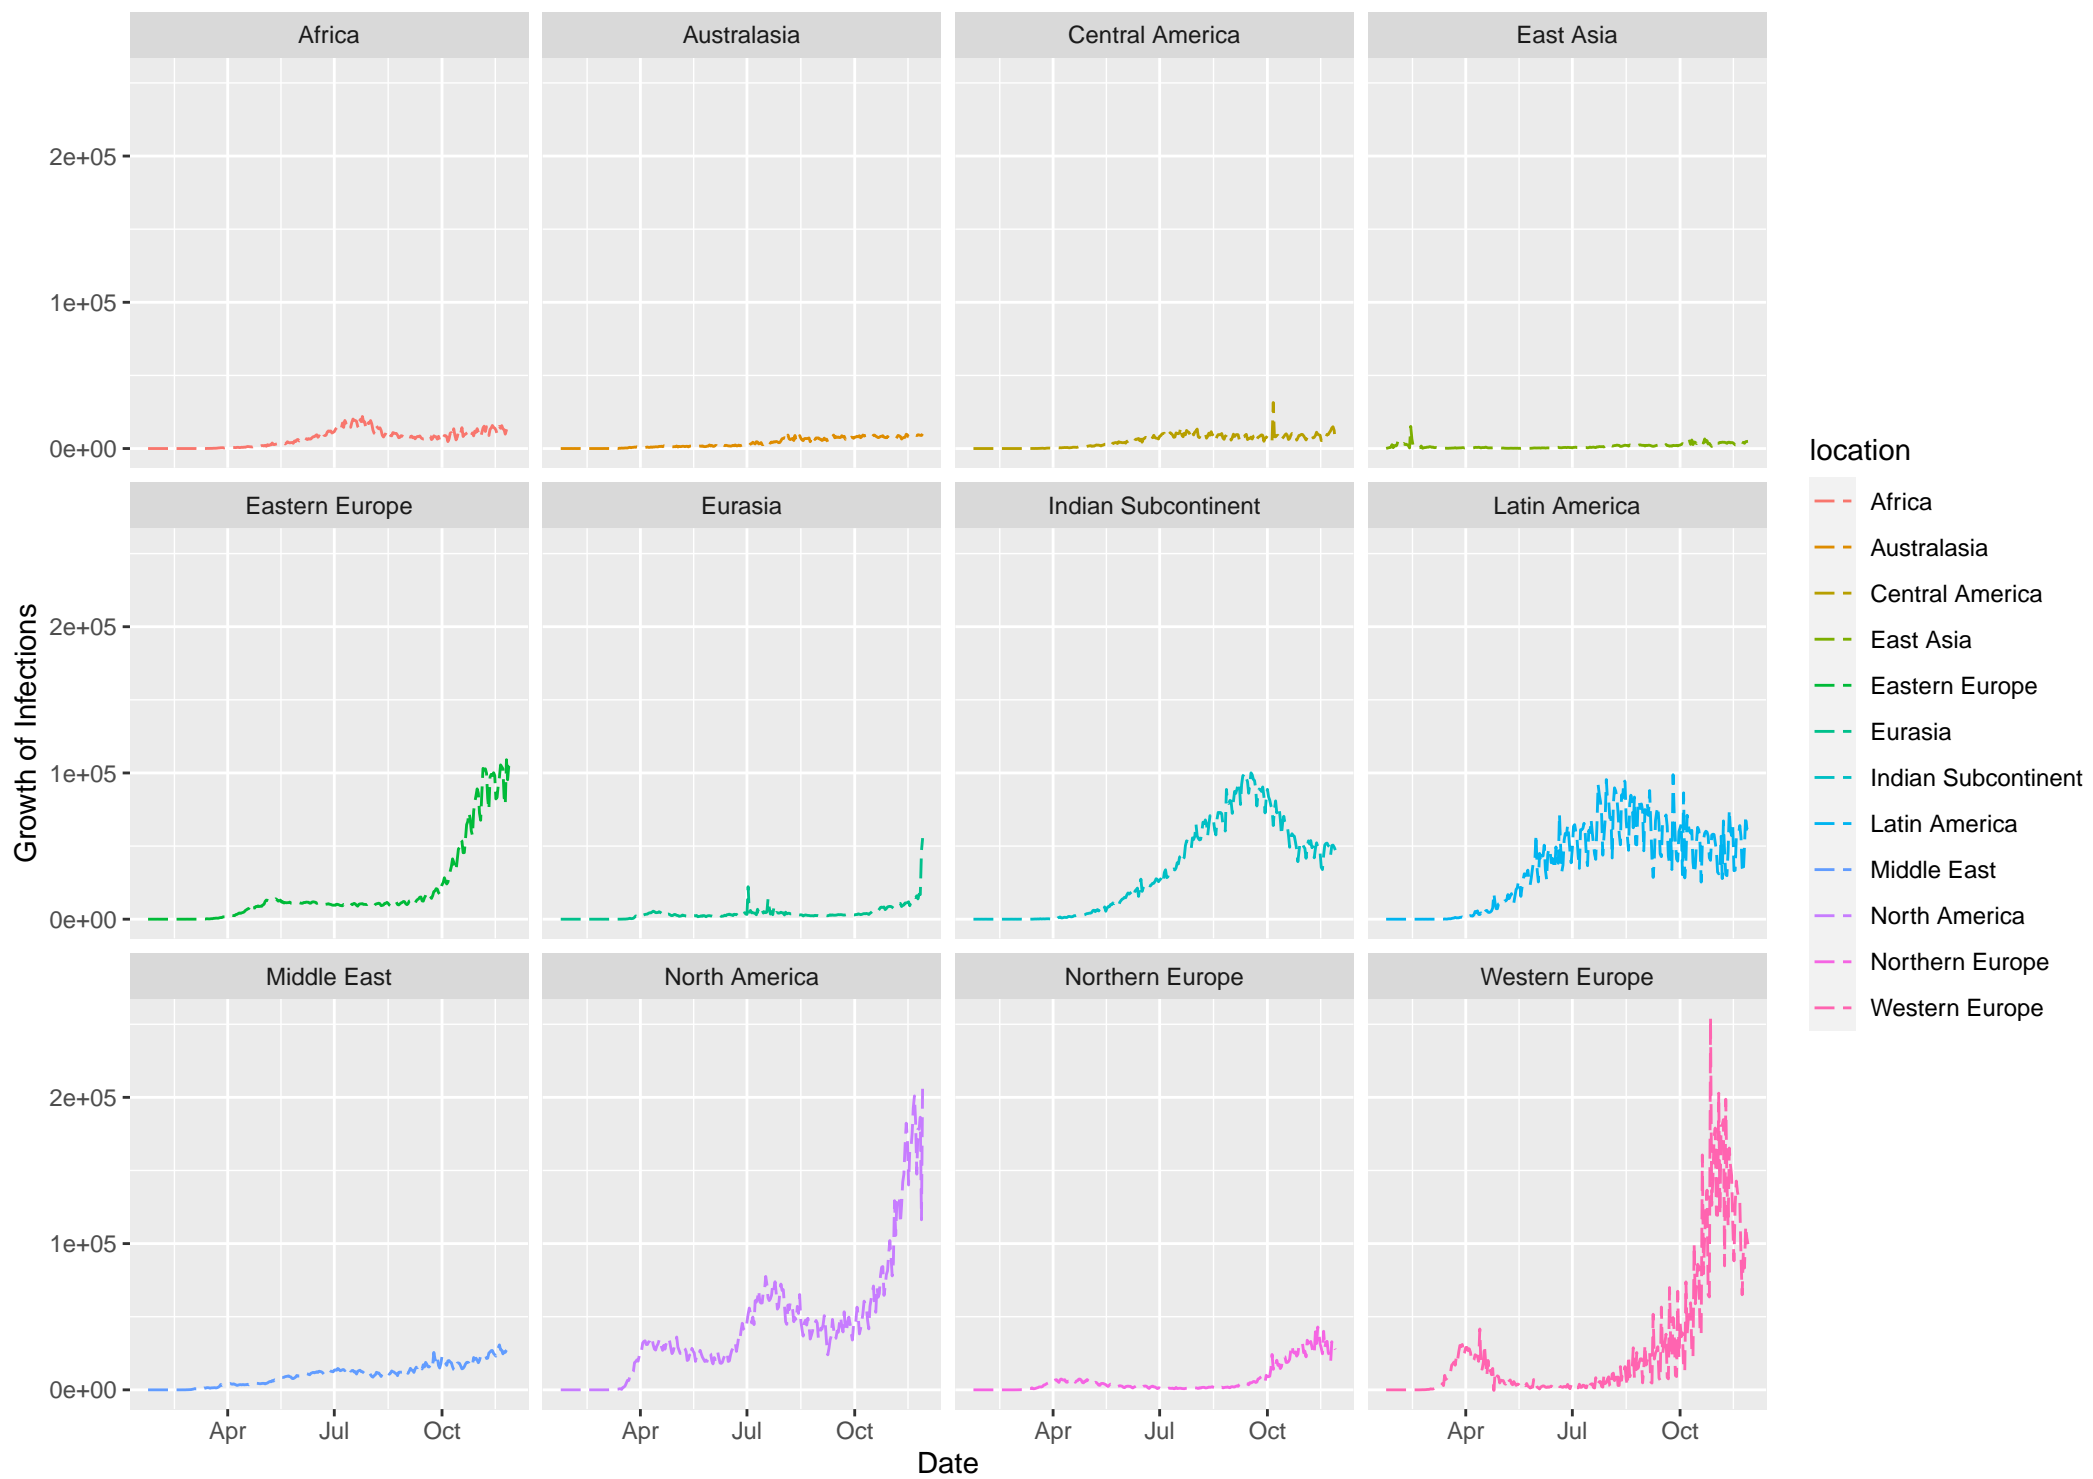 Africa
Australasia
Central America
East Asia
2e+05
1e+05
0e+00
Eastern Europe
Eurasia
Indian Subcontinent
Latin America
2e+05
1e+05
0e+00
Middle East
North America
Northern Europe
Western Europe
2e+05
1e+05
0e+00
Apr Jul Oct
Apr Jul Oct
Apr Jul Oct
Apr Jul Oct
Date
Growth of Infections
location
Africa
Australasia
Central America
East Asia
Eastern Europe
Eurasia
Indian Subcontinent
Latin America
Middle East
North America
Northern Europe
Western Europe